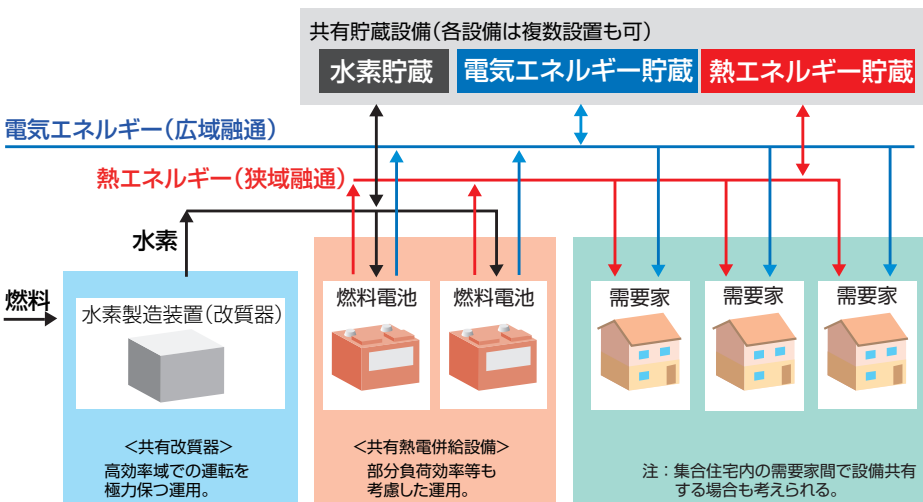 共有貯蔵設備(各設備は複数設置も可)
水素貯蔵
電気エネルギー貯蔵
熱エネルギー貯蔵
電気エネルギー(広域融通)
熱エネルギー(狭域融通)
水素
燃料
水素製造装置(改質器)
燃料電池
燃料電池
需要家
需要家
需要家
<共有改質器>
高効率域での運転を
極力保つ運用。
<共有熱電併給設備>
部分負荷効率等も
考慮した運用。
注:集合住宅内の需要家間で設備共有
する場合も考えられる。